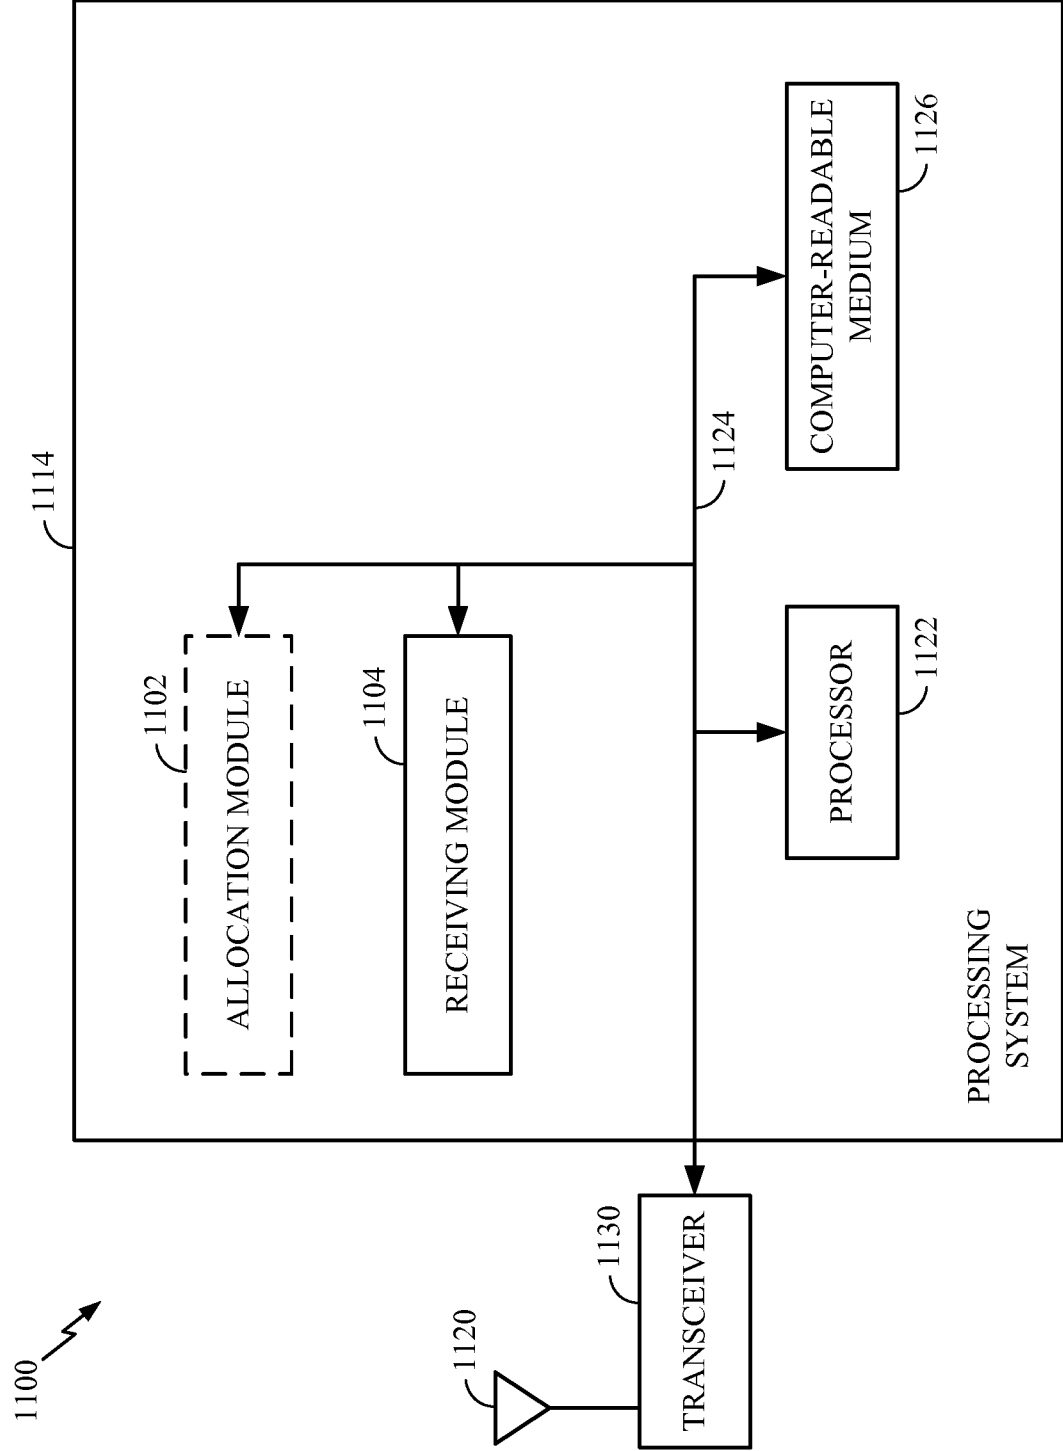 1100
1114
1102
ALLOCATION MODULE
1104
RECEIVING MODULE
1120
1130
TRANSCEIVER
1124
PROCESSOR
1122
COMPUTER-READABLE
MEDIUM
1126
PROCESSING
SYSTEM